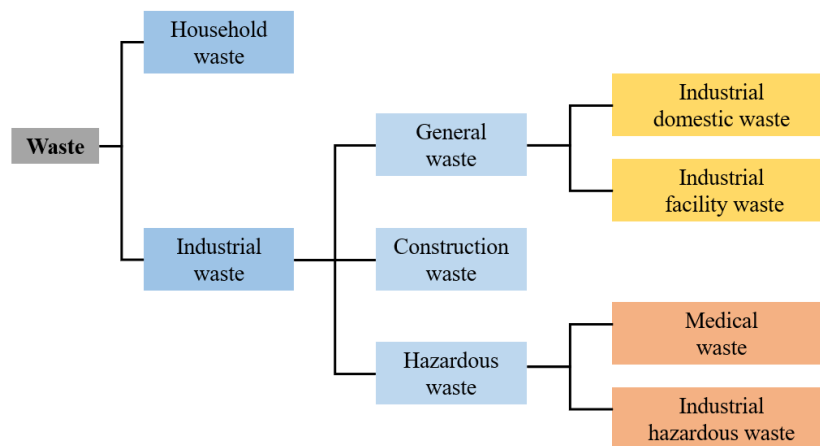 Household
waste
Waste
Industrial
waste
General
waste
Construction
waste
Hazardous
waste
Industrial
domestic waste
Industrial
facility waste
Medical
waste
Industrial
hazardous waste